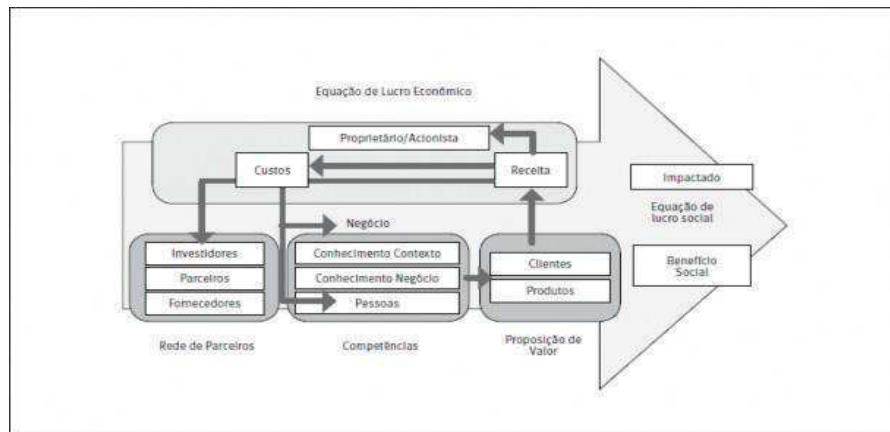 Equação de Lucro Econômico
Proprietário/Acionista
Custos
Receita
Impactado
Equação de
lucro social
Benefício
Social
Negócio
Investidores
Parceiros
Fornecedores
Conhecimento Contexto
Conhecimento Negócio
Pessoas
Clientes
Produtos
Rede de Parceiros
Competências
Proposição de
Valor